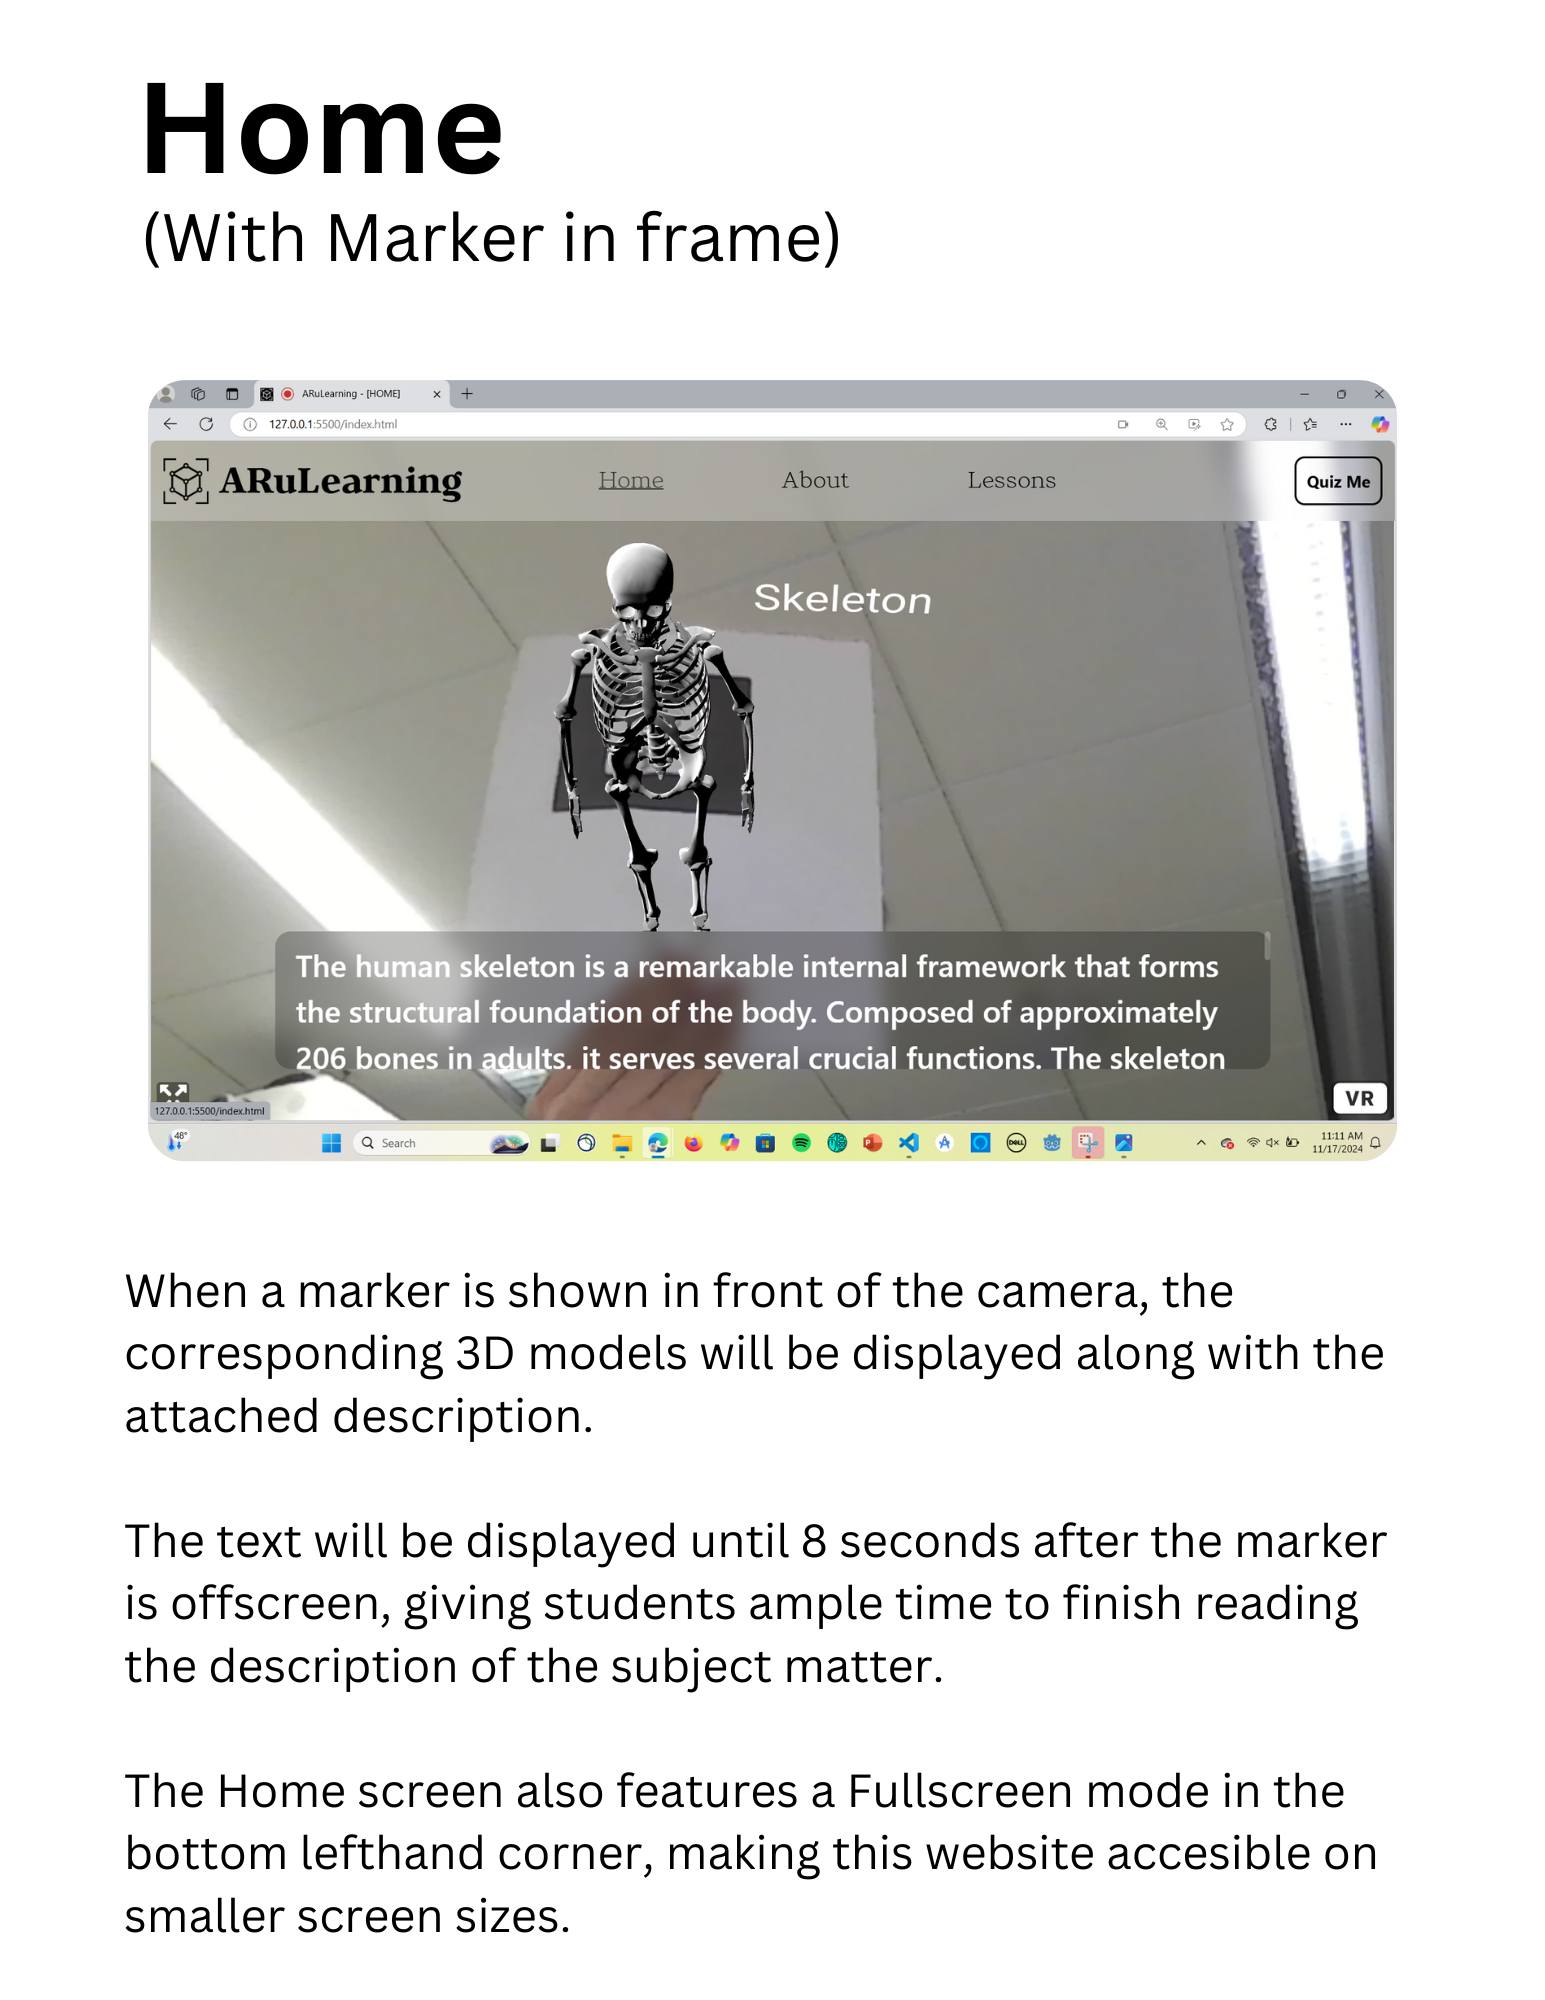 Home
(With Marker in frame)
ARuLearning - [HOME]
127.0.0.1:5500/index.html
ARuLearning
Home
About
Lessons
Quiz Me
Skeleton
The human skeleton is a remarkable internal framework that forms
the structural foundation of the body. Composed of approximately
206 bones in adults, it serves several crucial functions. The skeleton
127.0.0.1:5500/index.html
VR
48°
Search
DELL
11:11 AM
11/17/2024
When a marker is shown in front of the camera, the
corresponding 3D models will be displayed along with the
attached description.
The text will be displayed until 8 seconds after the marker
is offscreen, giving students ample time to finish reading
the description of the subject matter.
The Home screen also features a Fullscreen mode in the
bottom lefthand corner, making this website accesible on
smaller screen sizes.